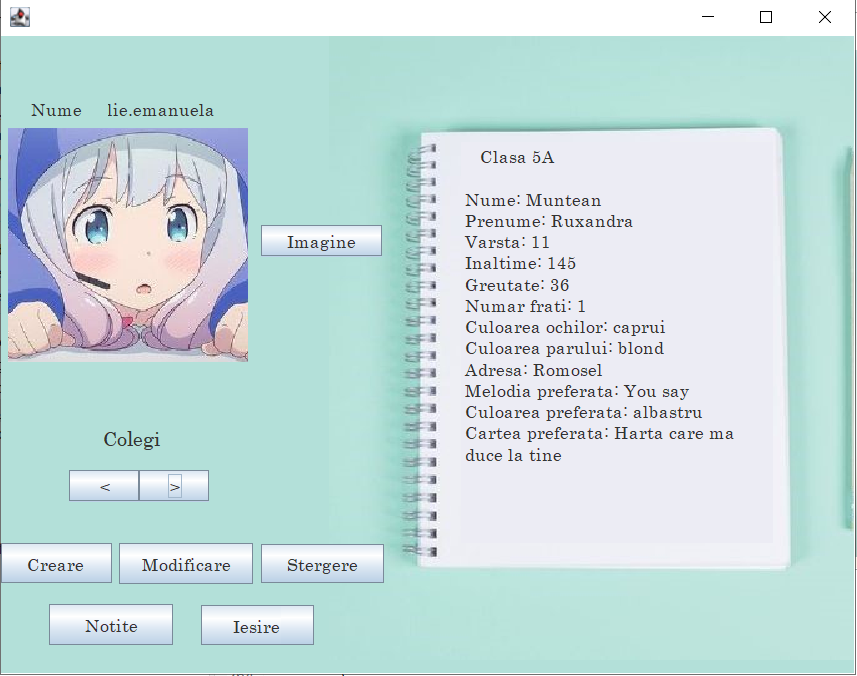 Nume lie.emanuela
Imagine
Colegi
< >
Creare Modificare Stergere
Notite Iesire
Clasa 5A
Nume: Muntean
Prenume: Ruxandra
Varsta: 11
Inaltime: 145
Greutate: 36
Numar frati: 1
Culoarea ochilor: caprui
Culoarea parului: blond
Adresa: Romosel
Melodia preferata: You say
Culoarea preferata: albastru
Cartea preferata: Harta care ma
duce la tine